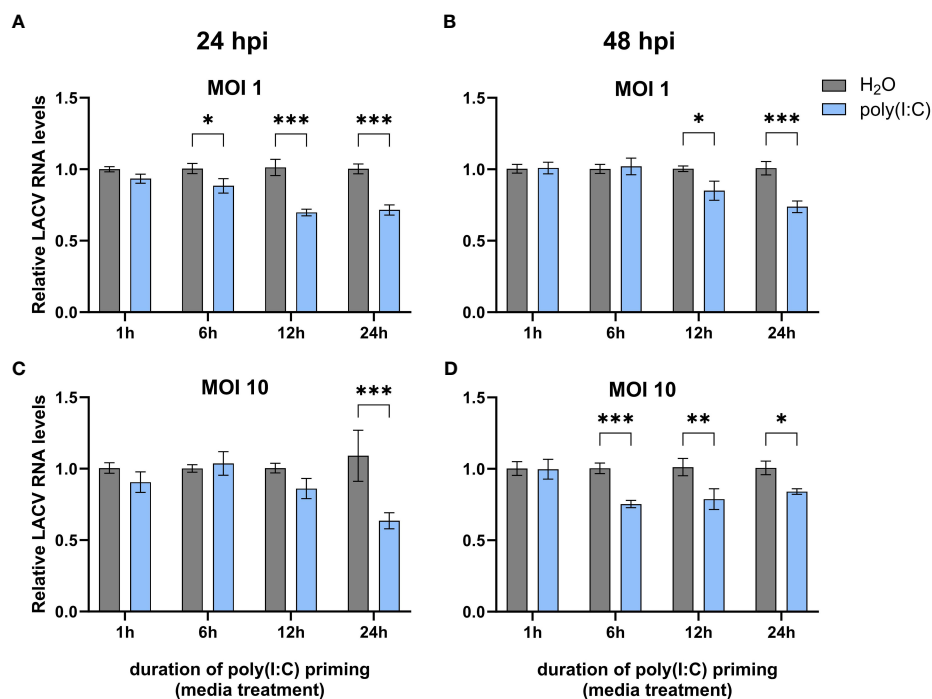 A
B
24 hpi
48 hpi
MOI 1
MOI 1
H₂O
poly(I:C)
Relative LACV RNA levels
1.5
1.0
0.5
0.0
*
***
***
1h
6h
12h
24h
1.5
1.0
0.5
0.0
*
***
1h
6h
12h
24h
C
D
MOI 10
MOI 10
Relative LACV RNA levels
1.5
1.0
0.5
0.0
***
1h
6h
12h
24h
1.5
1.0
0.5
0.0
***
**
*
1h
6h
12h
24h
duration of poly(I:C) priming
(media treatment)
duration of poly(I:C) priming
(media treatment)